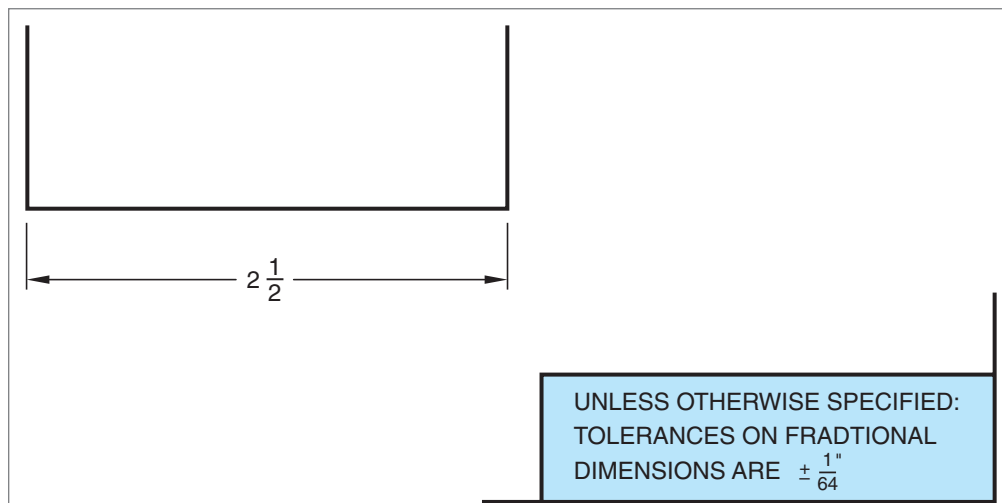 2 1/2
UNLESS OTHERWISE SPECIFIED:
TOLERANCES ON FRADTIONAL
DIMENSIONS ARE ± 1/64"